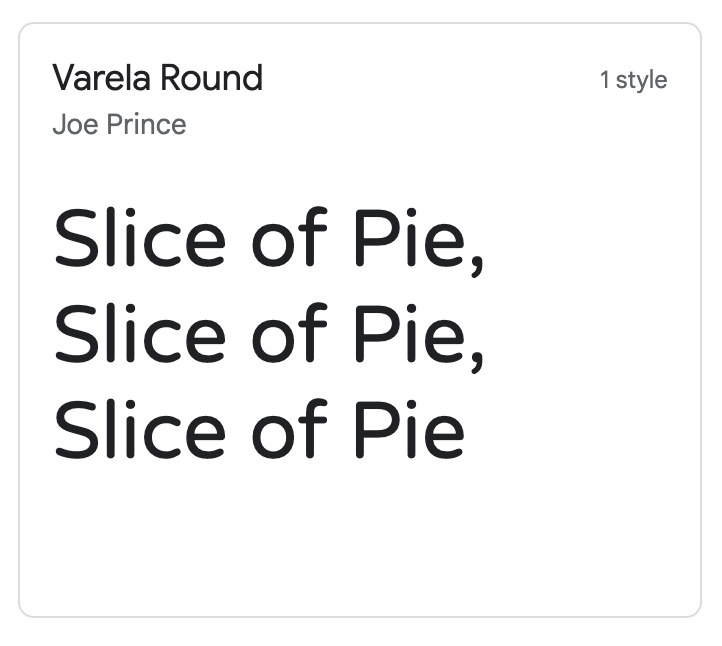 Varela Round
1 style
Joe Prince
Slice of Pie,
Slice of Pie,
Slice of Pie